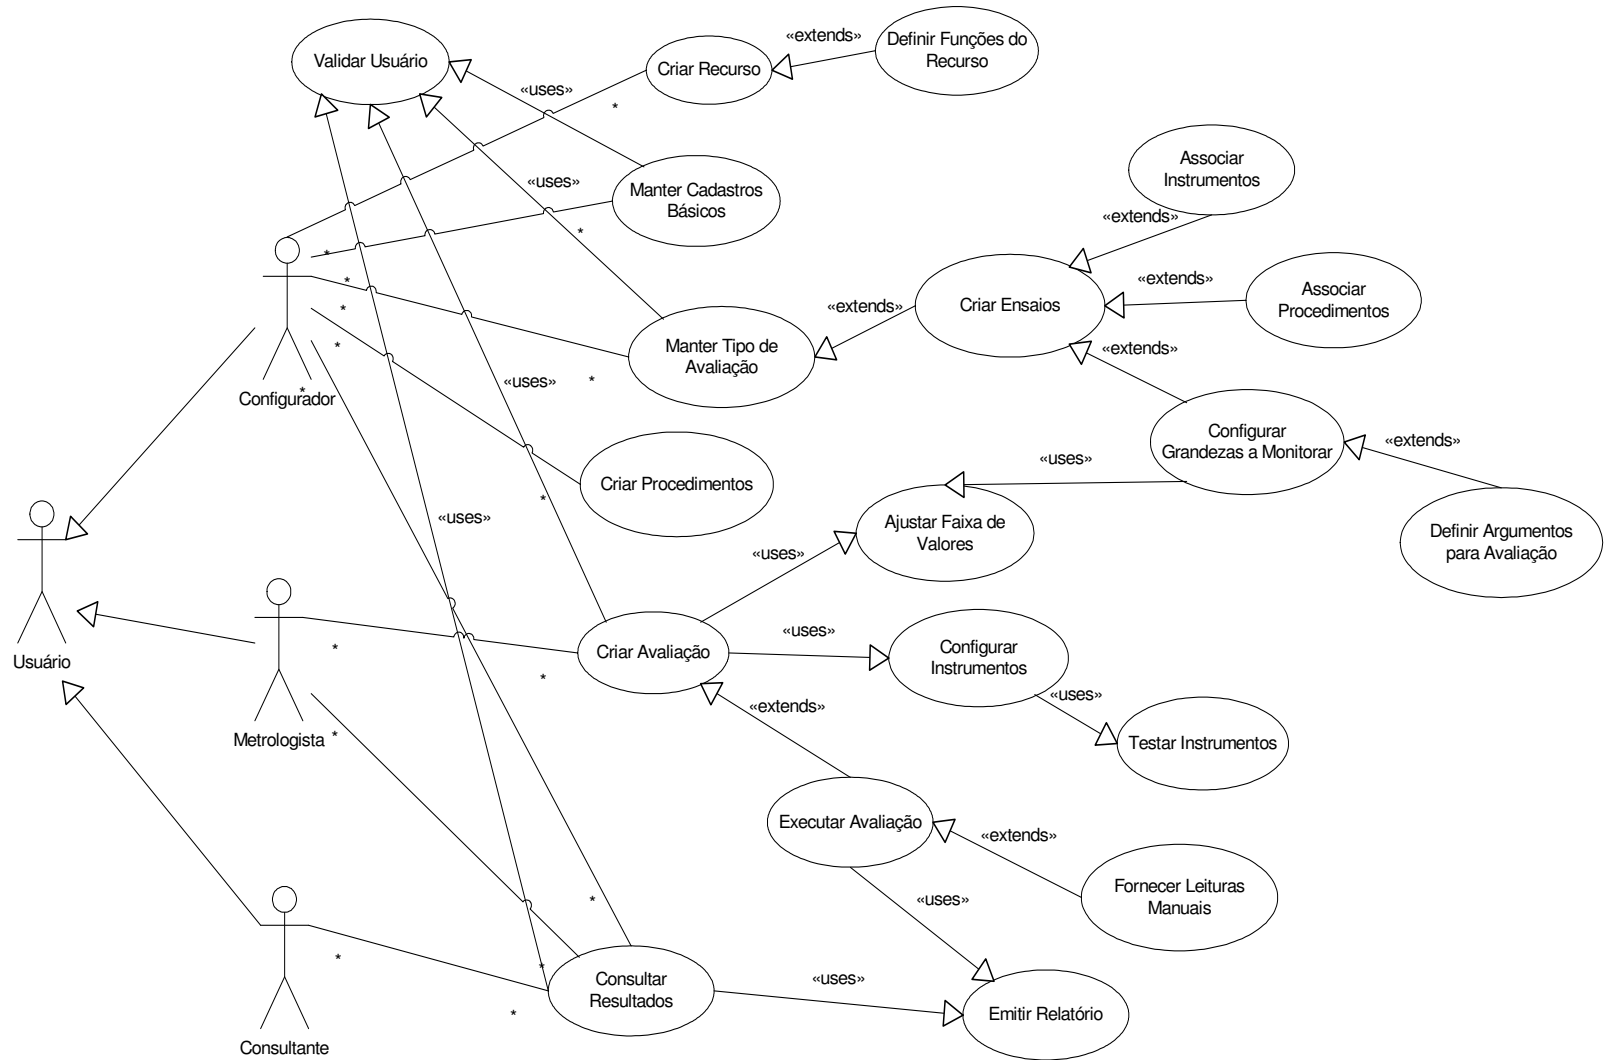 Validar Usuário
«extends»
Definir Funções do
Recurso
Criar Recurso
«uses»
*
Associar
Instrumentos
«uses»
Manter Cadastros
Básicos
«extends»
*
*
*
«extends»
Associar
Procedimentos
Criar Ensaios
«extends»
*
*
Manter Tipo de
Avaliação
«extends»
«uses»
*
*
Configurador
Configurar
Grandezas a Monitorar
«extends»
«uses»
Criar Procedimentos
*
«uses»
Ajustar Faixa de
Valores
Definir Argumentos
para Avaliação
«uses»
«uses»
Configurar
Instrumentos
*
Criar Avaliação
Usuário
*
«uses»
«extends»
Metrologista
*
Testar Instrumentos
Executar Avaliação
«extends»
Fornecer Leituras
Manuais
«uses»
*
*
*
Consultar
Resultados
«uses»
*
Emitir Relatório
Consultante